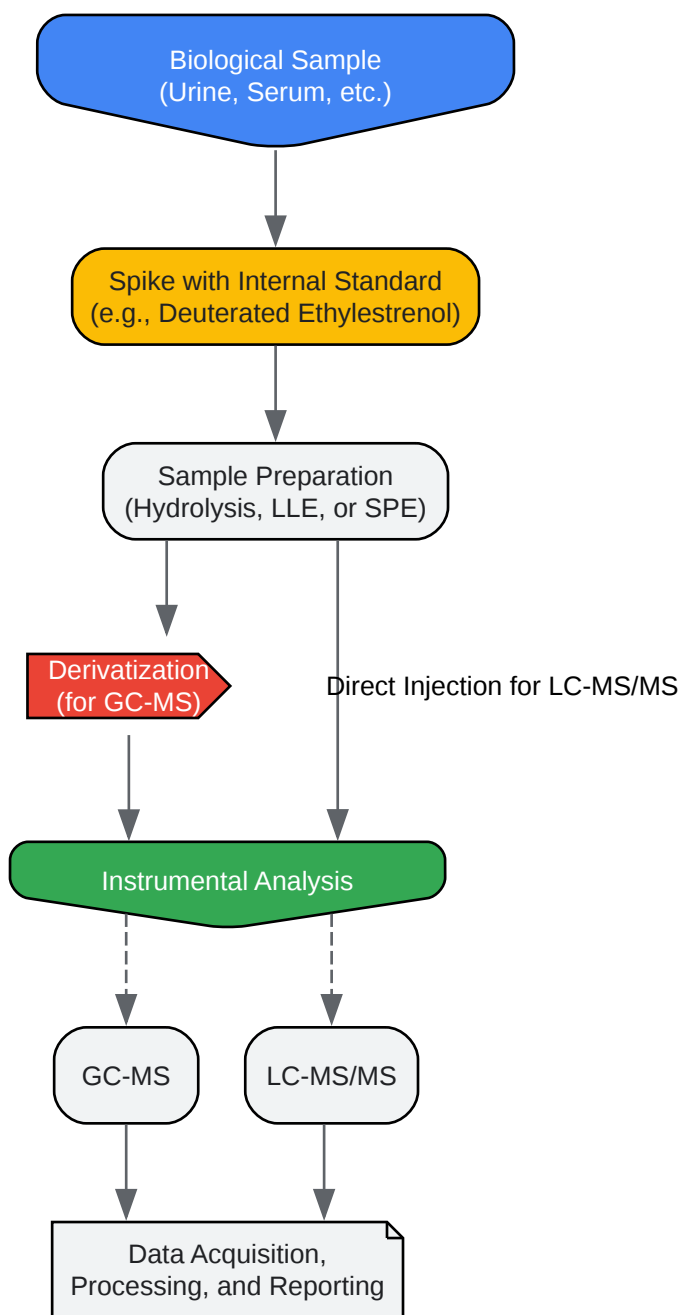 Biological Sample
(Urine, Serum, etc.)
Spike with Internal Standard
(e.g., Deuterated Ethylestrenol)
Sample Preparation
(Hydrolysis, LLE, or SPE)
Derivatization
(for GC-MS)
Direct Injection for LC-MS/MS
Instrumental Analysis
GC-MS
LC-MS/MS
Data Acquisition,
Processing, and Reporting